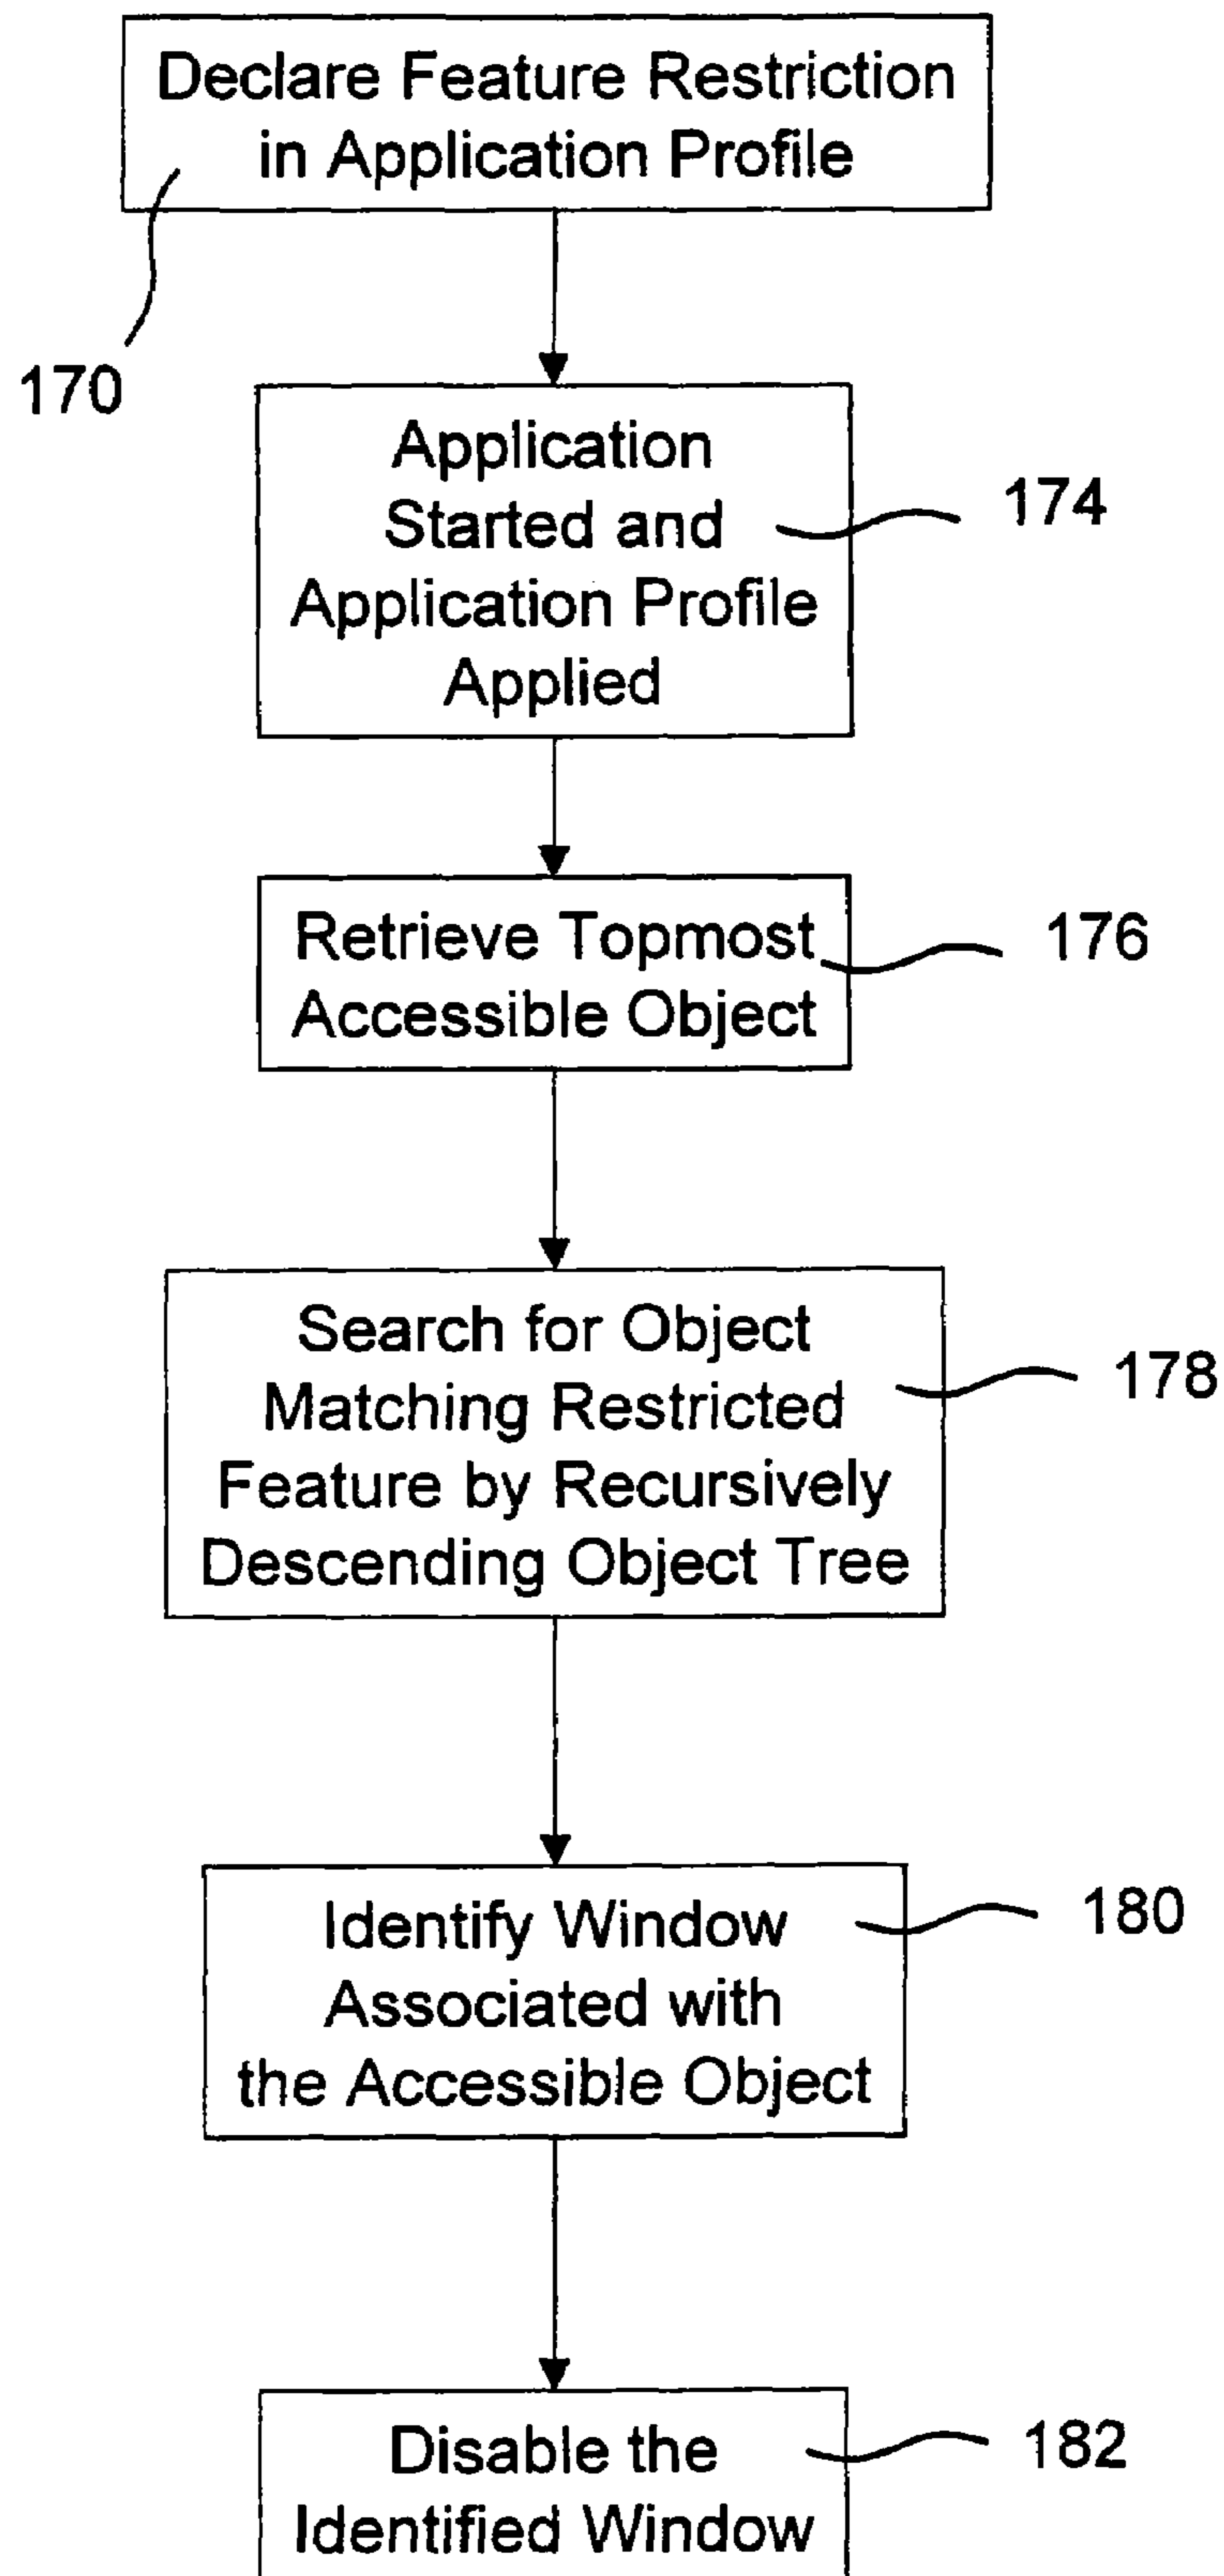 Declare Feature Restriction
in Application Profile
170
Application
Started and
Application Profile
Applied
174
Retrieve Topmost
Accessible Object
176
Search for Object
Matching Restricted
Feature by Recursively
Descending Object Tree
178
Identify Window
Associated with
the Accessible Object
180
Disable the
Identified Window
182